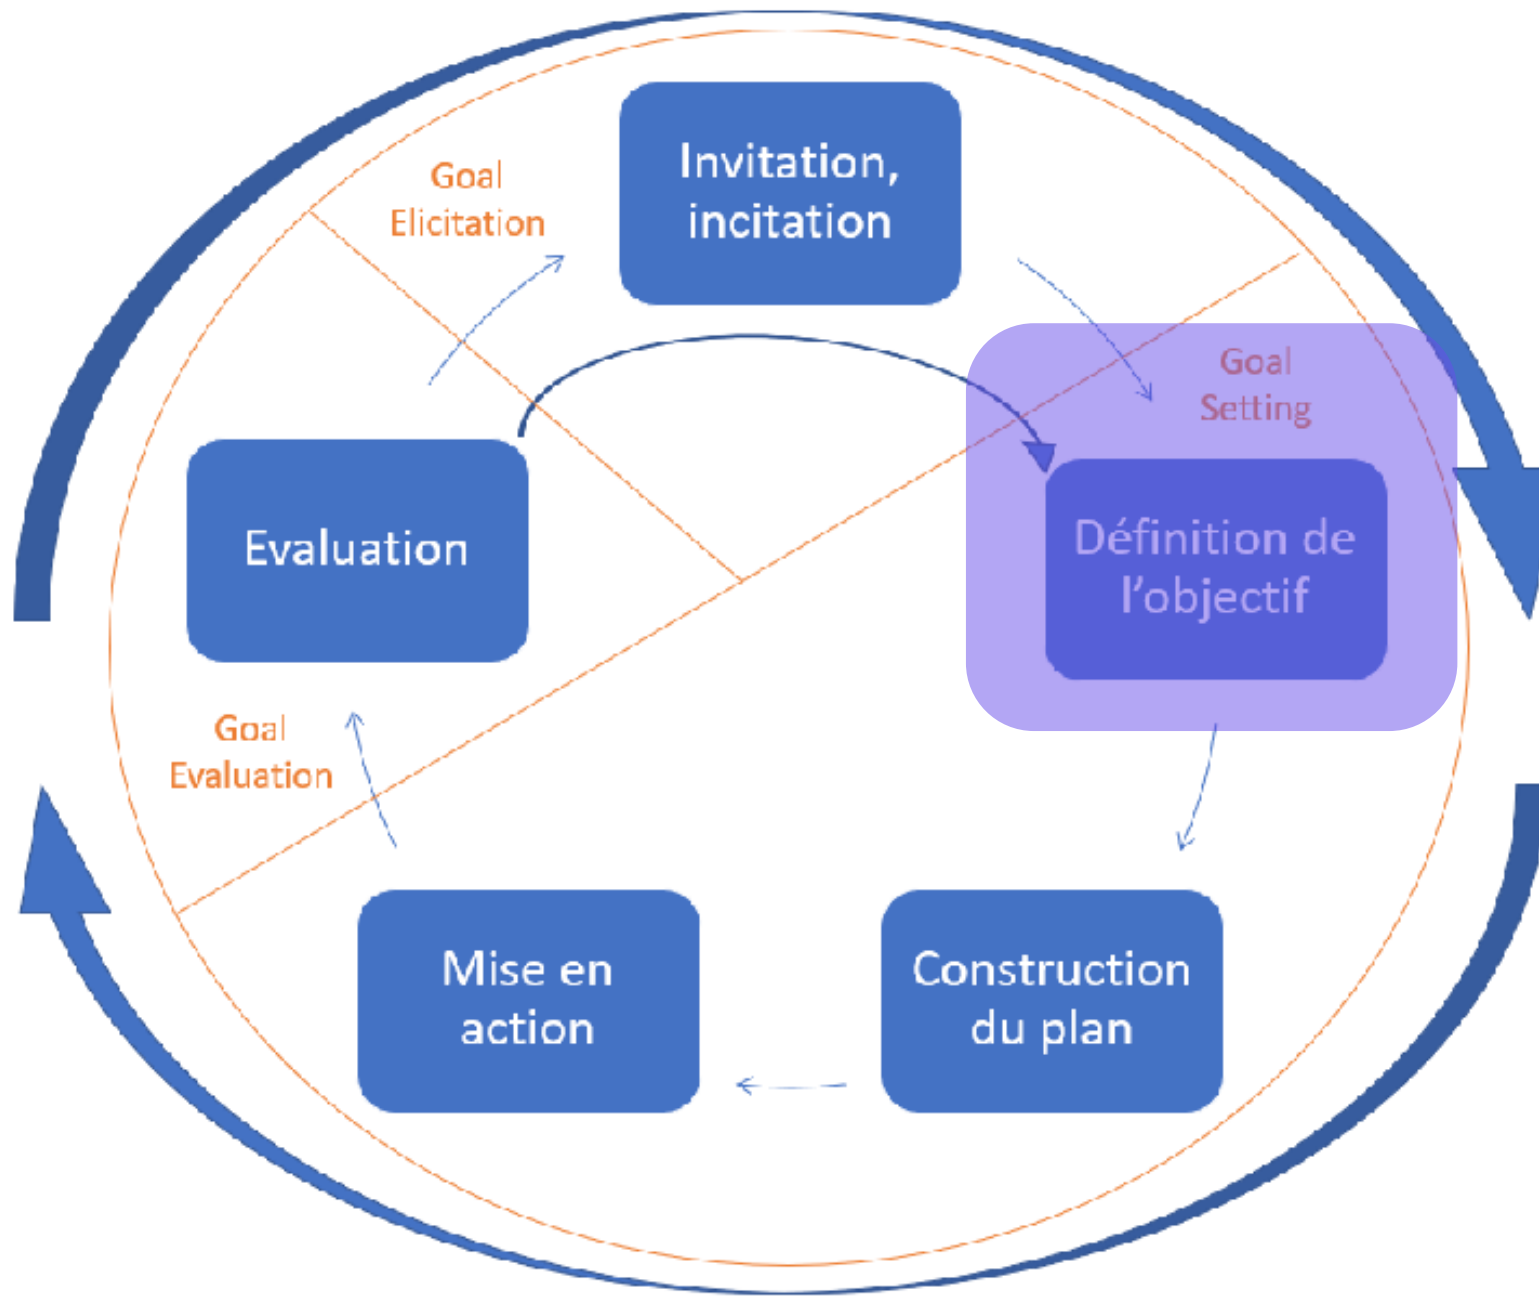 Goal
Elicitation
Invitation,
incitation
Goal
Setting
Définition de
l'objectif
Evaluation
Goal
Evaluation
Construction
du plan
Mise en
action